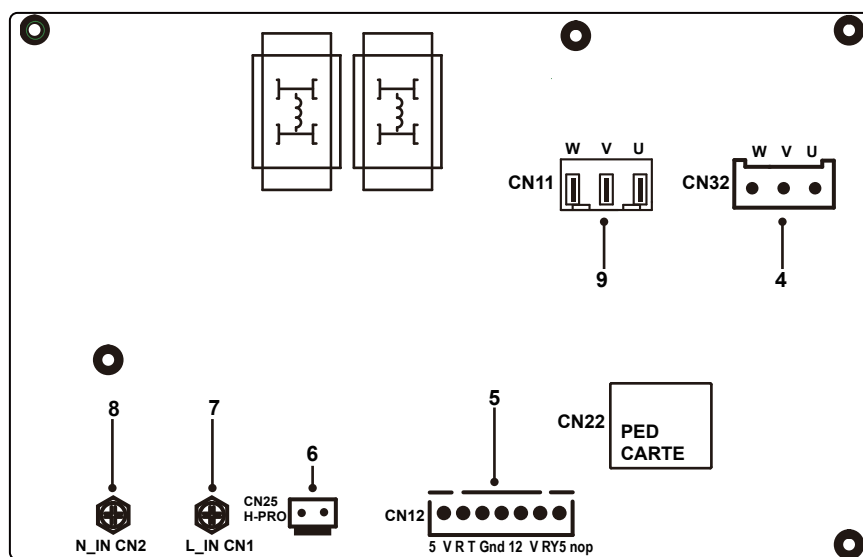 W V U
CN11
9
W V U
CN32
4
8
7
6
5
CN22
PED
CARTE
N_IN CN2
L_IN CN1
CN25
H-PRO
CN12
5 V R T Gnd 12 V RY5 nop